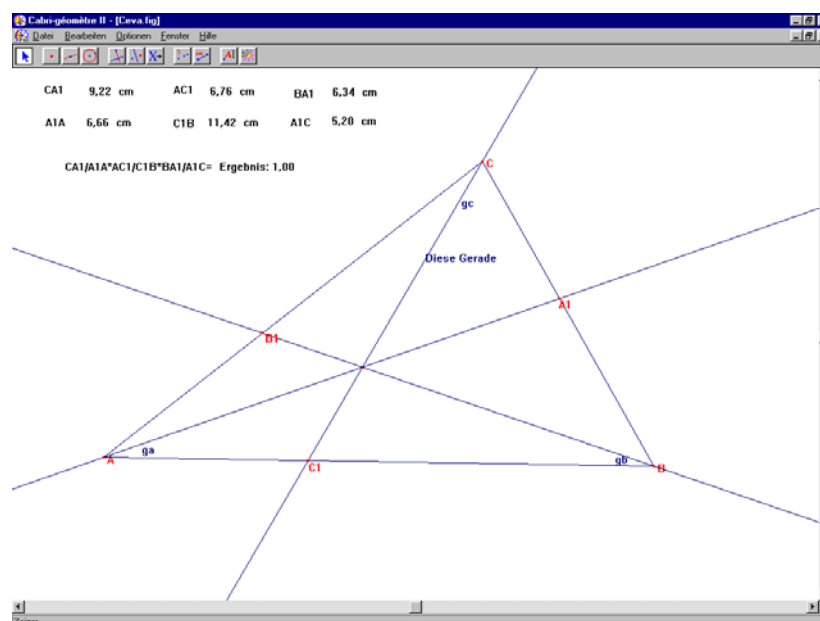 Cabri-géomètre II - [Ceva.fig]
Datei Bearbeiten Optionen Fenster Hilfe
CA1 9,22 cm AC1 6,76 cm BA1 6,34 cm
A1A 6,66 cm C1B 11,42 cm A1C 5,20 cm
CA1/A1A*AC1/C1B*BA1/A1C= Ergebnis: 1,00
C
gc
Diese Gerade
A1
B1
A ga
C1
gb B